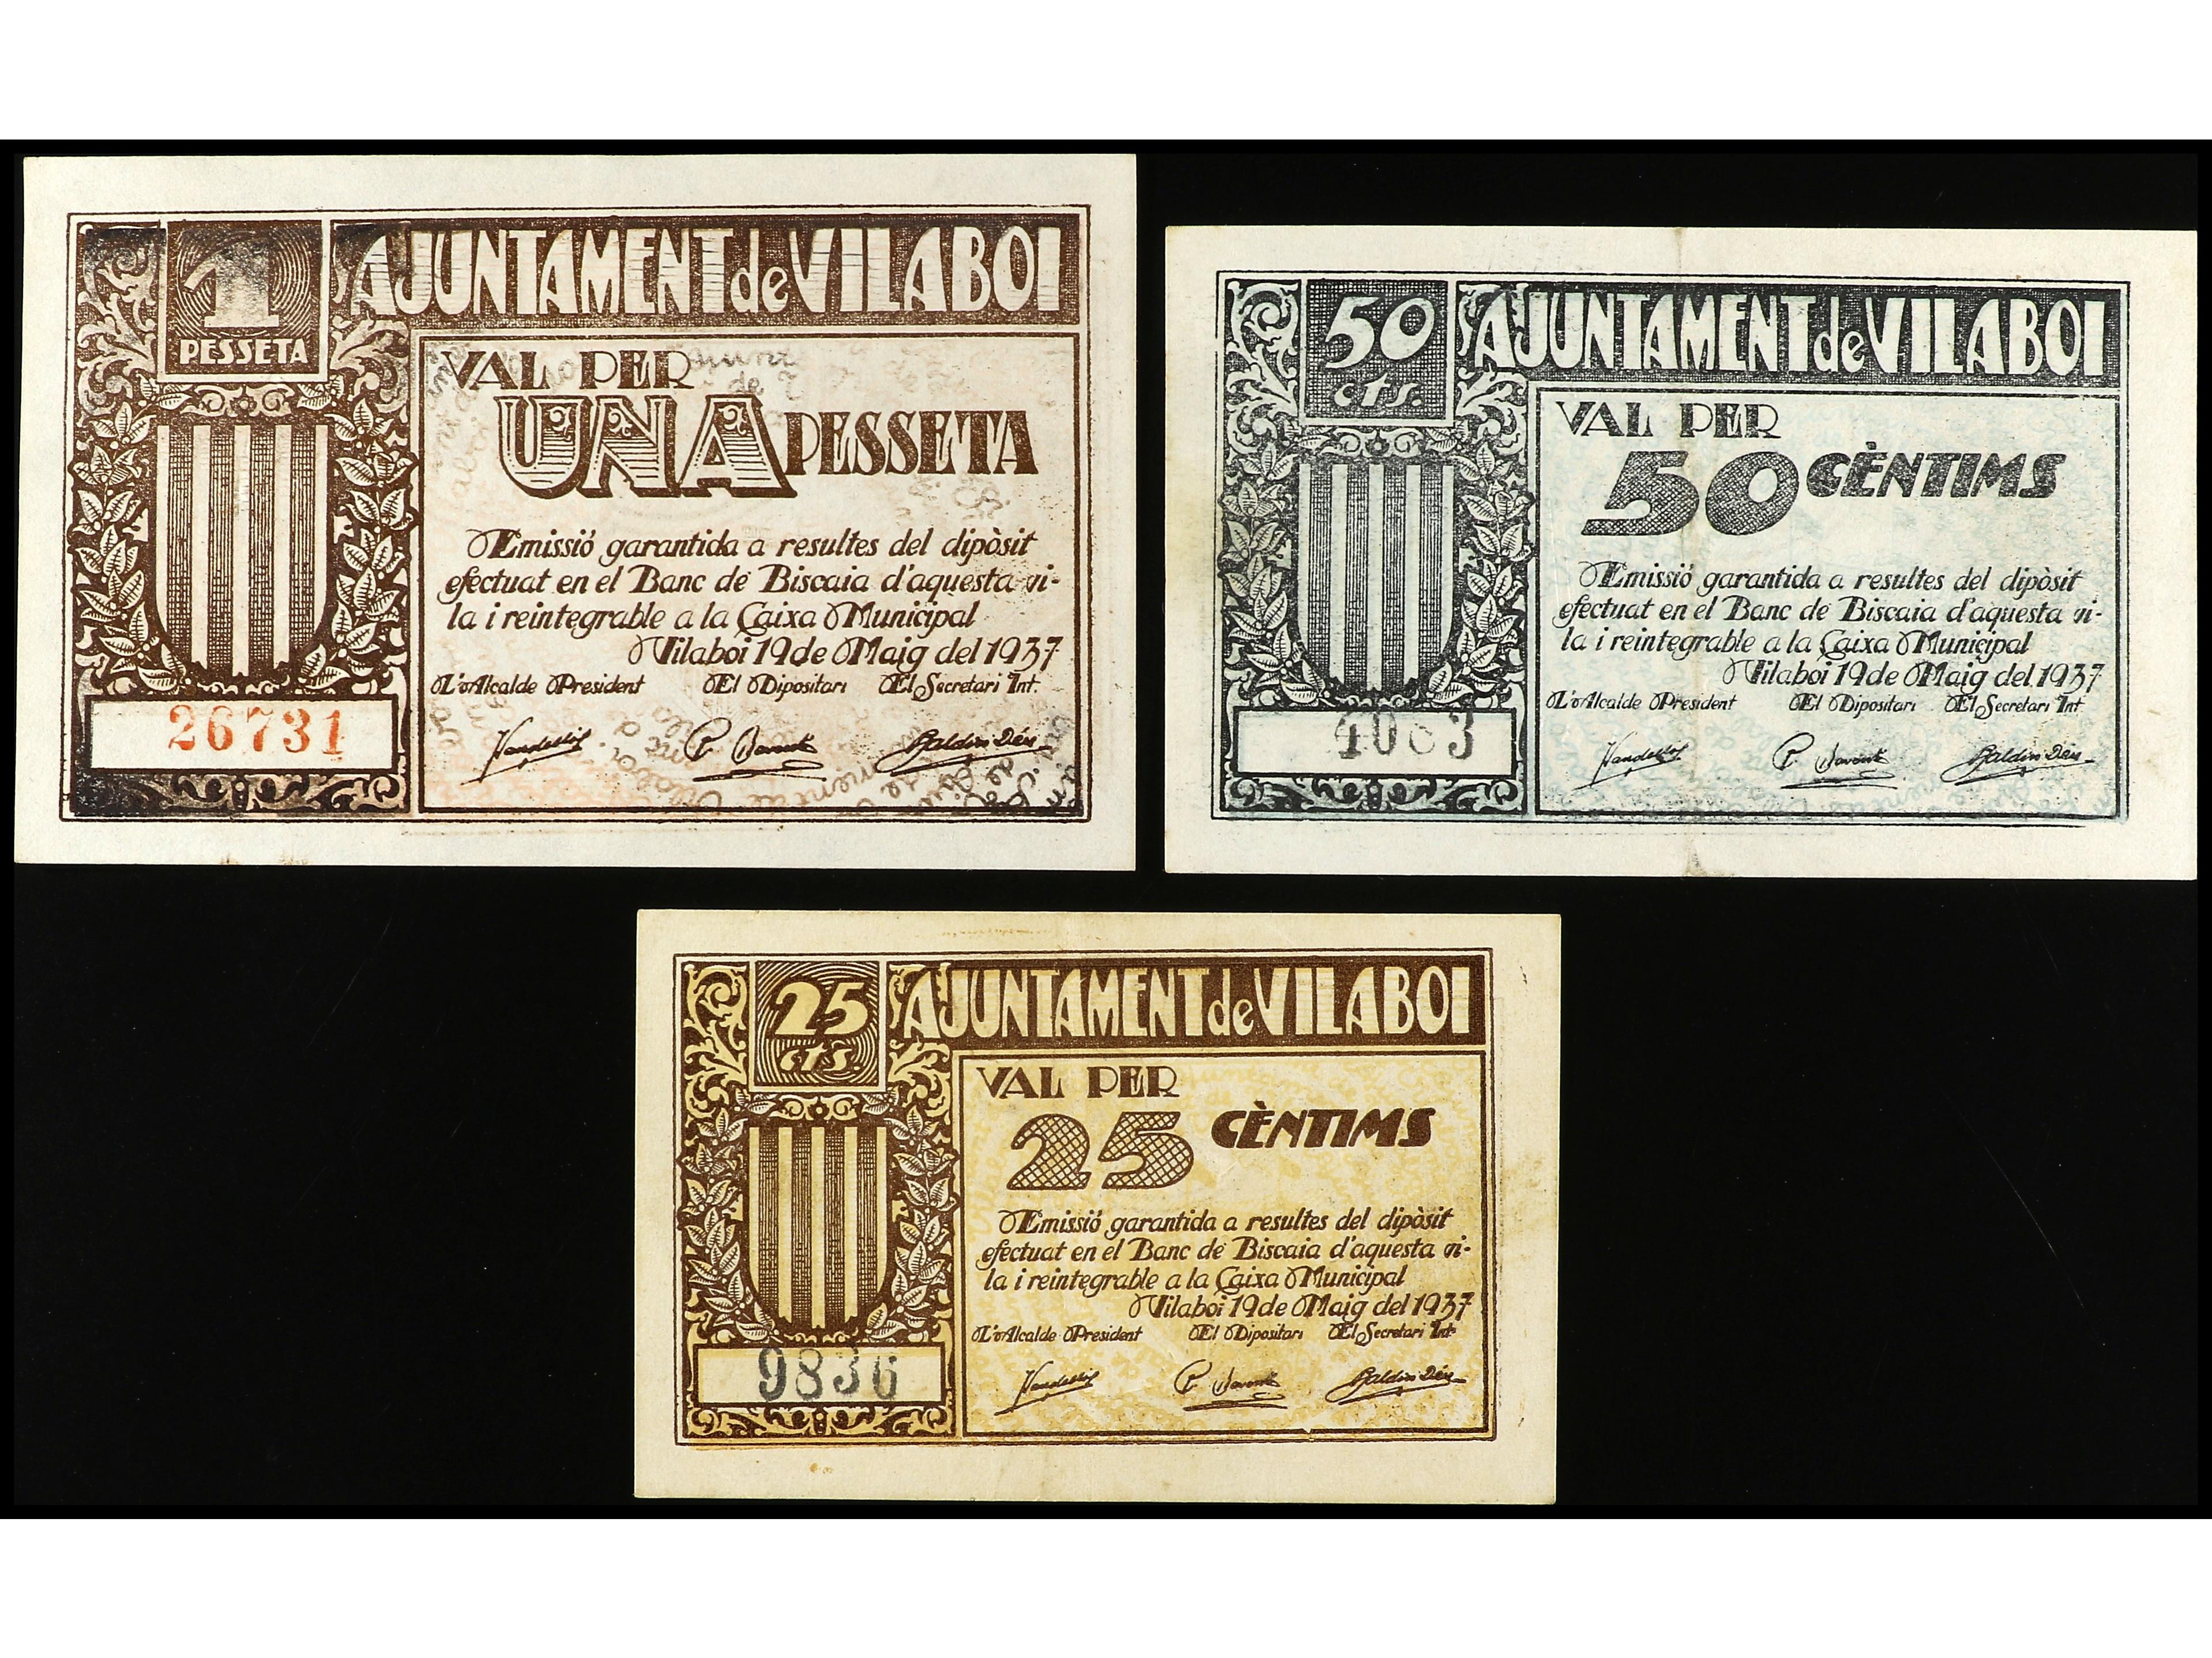 1
PESSETA
AJUNTAMENT de VILABOI
VAL PER
UNA PESSETA
Emissió garantida a resultes del dipòsit
efectuat en el Banc de Biscaia d'aquesta vi-
la i reintegrable a la Caixa Municipal
Vilaboi 19 de Maig del 1937
L'Alcalde President El Dipositari El Secretari Int.
26731
50
cts.
AJUNTAMENT de VILABOI
VAL PER
50 CÈNTIMS
Emissió garantida a resultes del dipòsit
efectuat en el Banc de Biscaia d'aquesta vi-
la i reintegrable a la Caixa Municipal
Vilaboi 19 de Maig del 1937
L'Alcalde President El Dipositari El Secretari Int
25
cts.
AJUNTAMENT de VILABOI
VAL PER
25 CÈNTIMS
Emissió garantida a resultes del dipòsit
efectuat en el Banc de Biscaia d'aquesta vi-
la i reintegrable a la Caixa Municipal
Vilaboi 19 de Maig del 1937
L'Alcalde President El Dipositari El Secretari Int.
9836